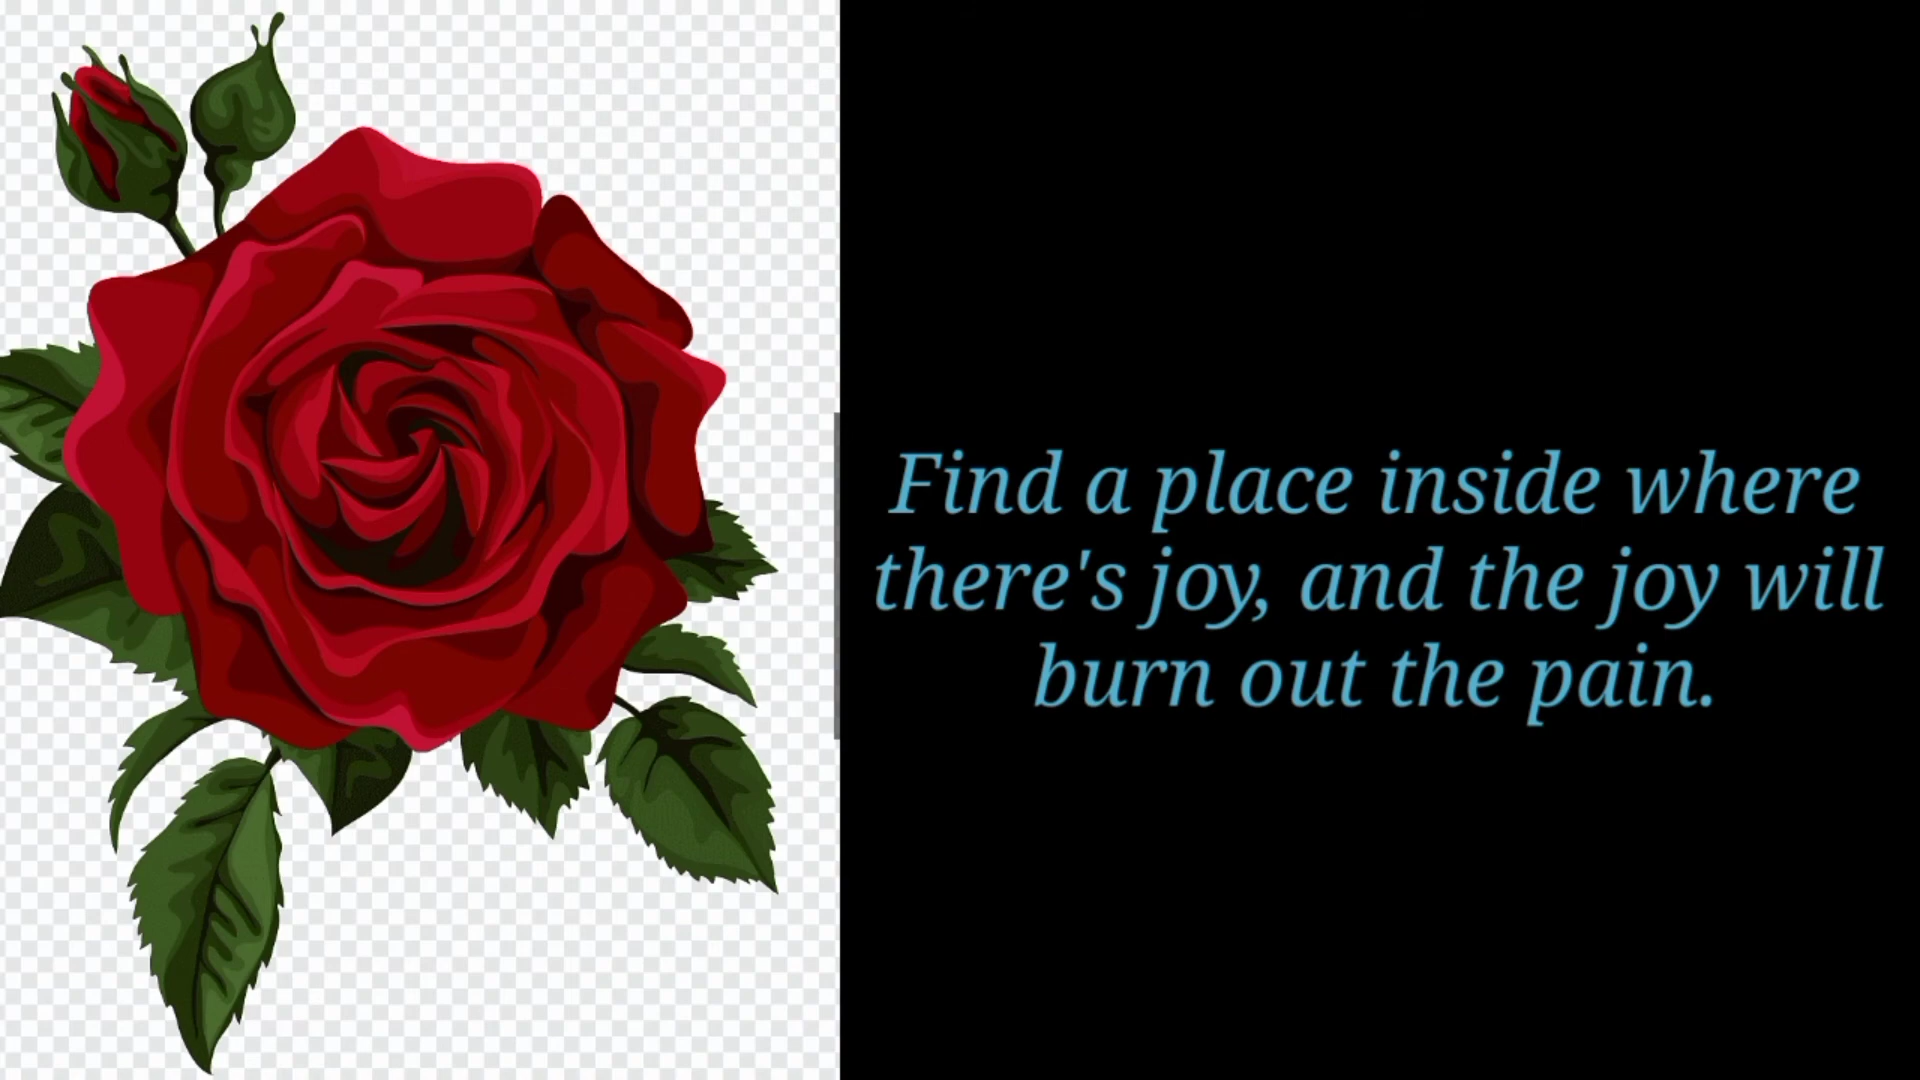 Find a place inside where
there's joy, and the joy will
burn out the pain.